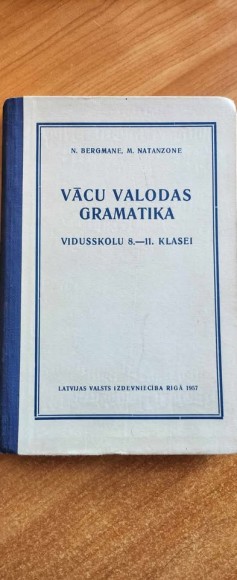 N. BERGMANE, M. NATANZONE
VĀCU VALODAS
GRAMATIKA
VIDUSSKOLU 8.—11. KLASEI
LATVIJAS VALSTS IZDEVNIECĪBA RĪGĀ 1957